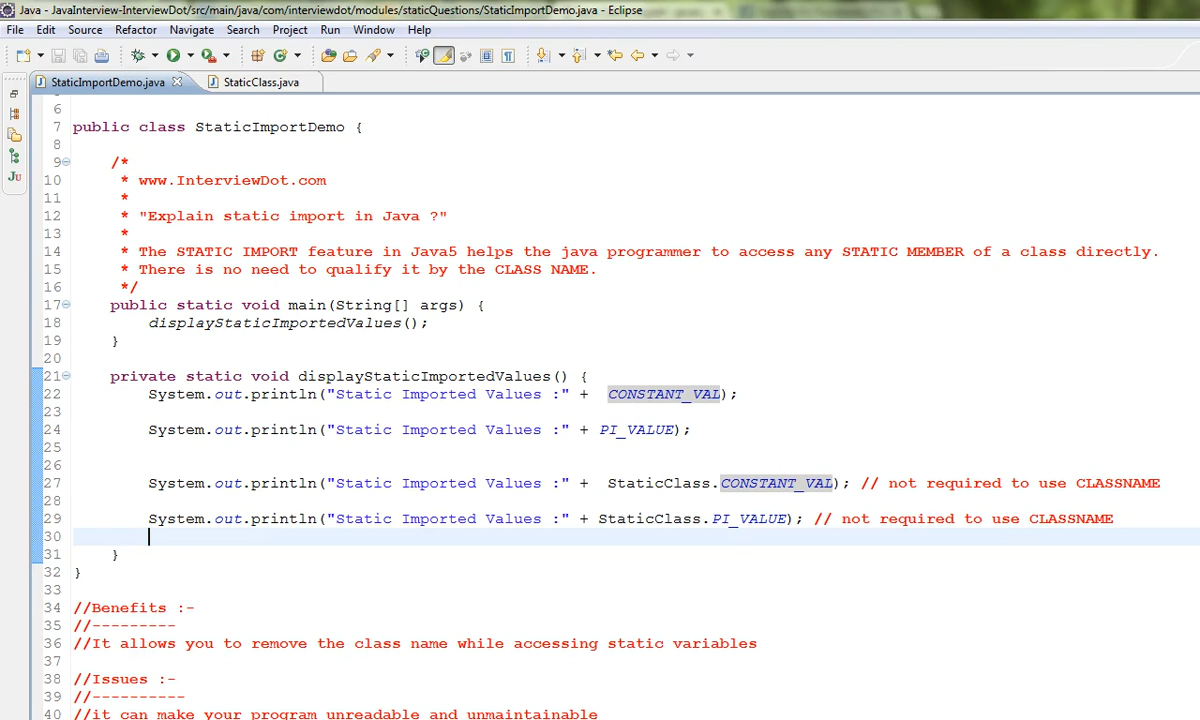 Java - JavaInterview-InterviewDot/src/main/java/com/interviewdot/modules/staticQuestions/StaticImportDemo.java - Eclipse
File Edit Source Refactor Navigate Search Project Run Window Help
StaticImportDemo.java StaticClass.java
6
7 public class StaticImportDemo {
8
9 /*
10 * www.InterviewDot.com
11 *
12 * "Explain static import in Java ?"
13 *
14 * The STATIC IMPORT feature in Java5 helps the java programmer to access any STATIC MEMBER of a class directly.
15 * There is no need to qualify it by the CLASS NAME.
16 */
17 public static void main(String[] args) {
18 displayStaticImportedValues();
19 }
20
21 private static void displayStaticImportedValues() {
22 System.out.println("Static Imported Values :" + CONSTANT_VAL);
23
24 System.out.println("Static Imported Values :" + PI_VALUE);
25
26
27 System.out.println("Static Imported Values :" + StaticClass.CONSTANT_VAL); // not required to use CLASSNAME
28
29 System.out.println("Static Imported Values :" + StaticClass.PI_VALUE); // not required to use CLASSNAME
30
31 }
32 }
33
34 //Benefits :-
35 //---------
36 //It allows you to remove the class name while accessing static variables
37
38 //Issues :-
39 //----------
40 //it can make your program unreadable and unmaintainable